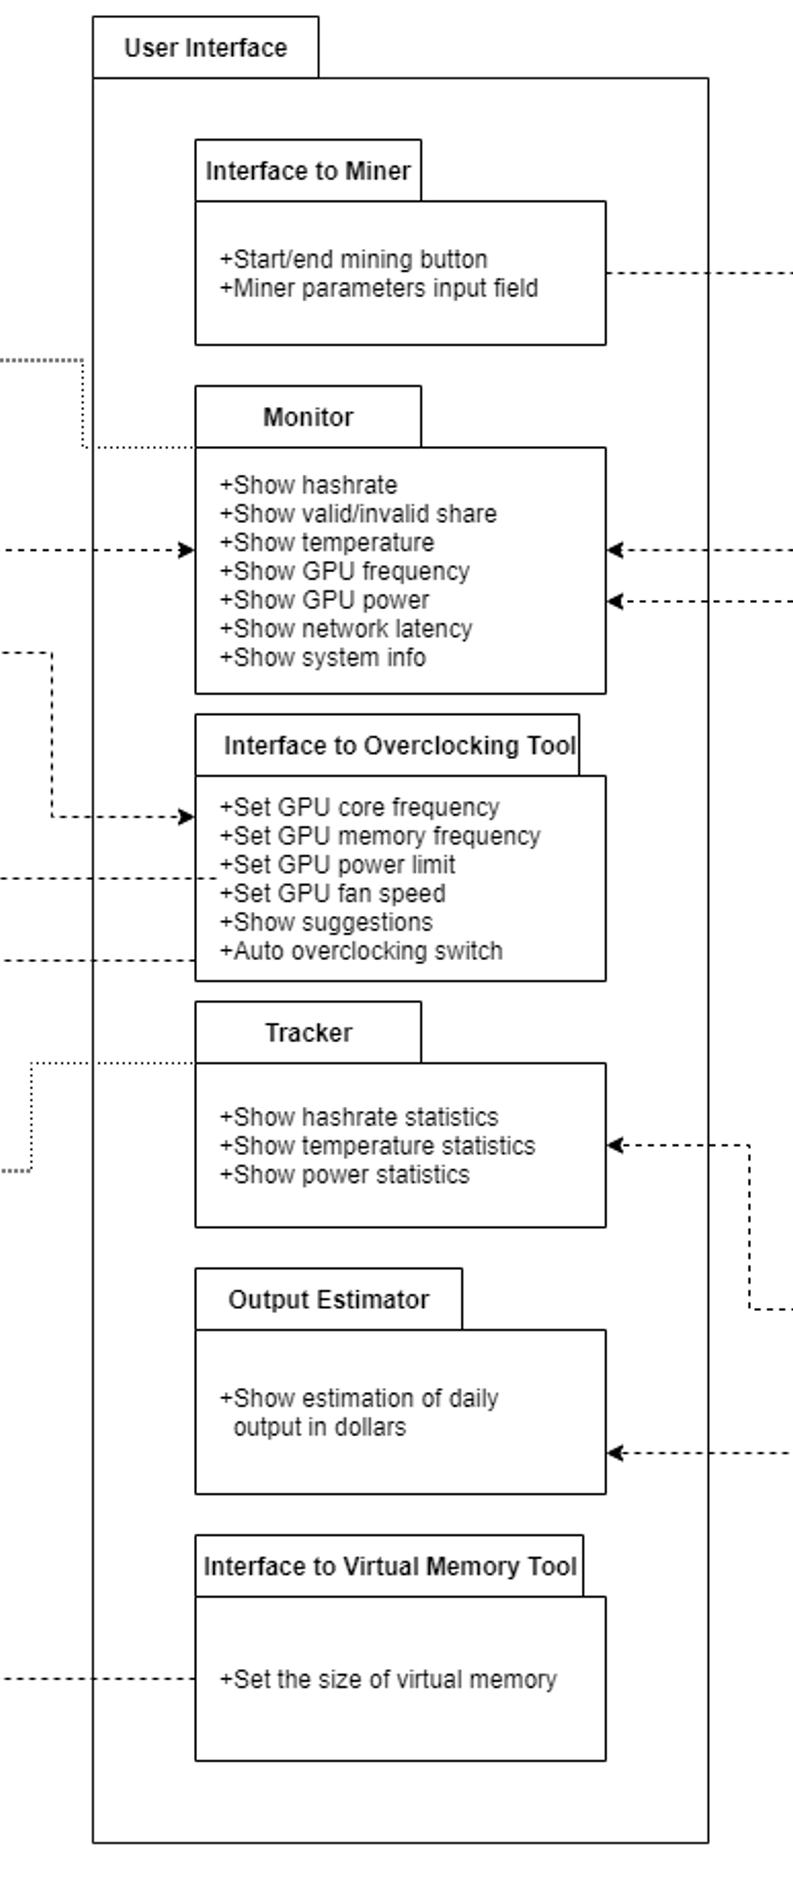 User Interface
Interface to Miner
+Start/end mining button
+Miner parameters input field
Monitor
+Show hashrate
+Show valid/invalid share
+Show temperature
+Show GPU frequency
+Show GPU power
+Show network latency
+Show system info
Interface to Overclocking Tool
+Set GPU core frequency
+Set GPU memory frequency
+Set GPU power limit
+Set GPU fan speed
+Show suggestions
+Auto overclocking switch
Tracker
+Show hashrate statistics
+Show temperature statistics
+Show power statistics
Output Estimator
+Show estimation of daily
output in dollars
Interface to Virtual Memory Tool
+Set the size of virtual memory